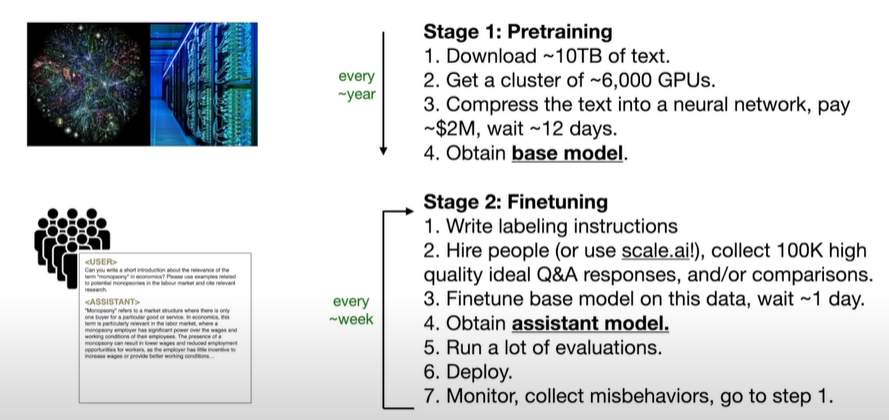 Stage 1: Pretraining
1. Download ~10TB of text.
2. Get a cluster of ~6,000 GPUs.
3. Compress the text into a neural network, pay
~$2M, wait ~12 days.
4. Obtain base model.
every
~year
Stage 2: Finetuning
1. Write labeling instructions
2. Hire people (or use scale.ai!), collect 100K high
quality ideal Q&A responses, and/or comparisons.
3. Finetune base model on this data, wait ~1 day.
4. Obtain assistant model.
5. Run a lot of evaluations.
6. Deploy.
7. Monitor, collect misbehaviors, go to step 1.
every
~week
<USER>
Can you write a short introduction about the relevance of the
term "monopsony" in economics? Please use examples related
to potential monopsonies in the labour market and cite relevant
research.
<ASSISTANT>
"Monopsony" refers to a market structure where there is only
one buyer for a particular good or service. In economics, this
term is particularly relevant in the labor market, where a
monopsony employer has significant power over the wages and
working conditions of their employees. The presence of a
monopsony can result in lower wages and reduced employment
opportunities for workers, as the employer has little incentive to
increase wages or provide better working conditions...